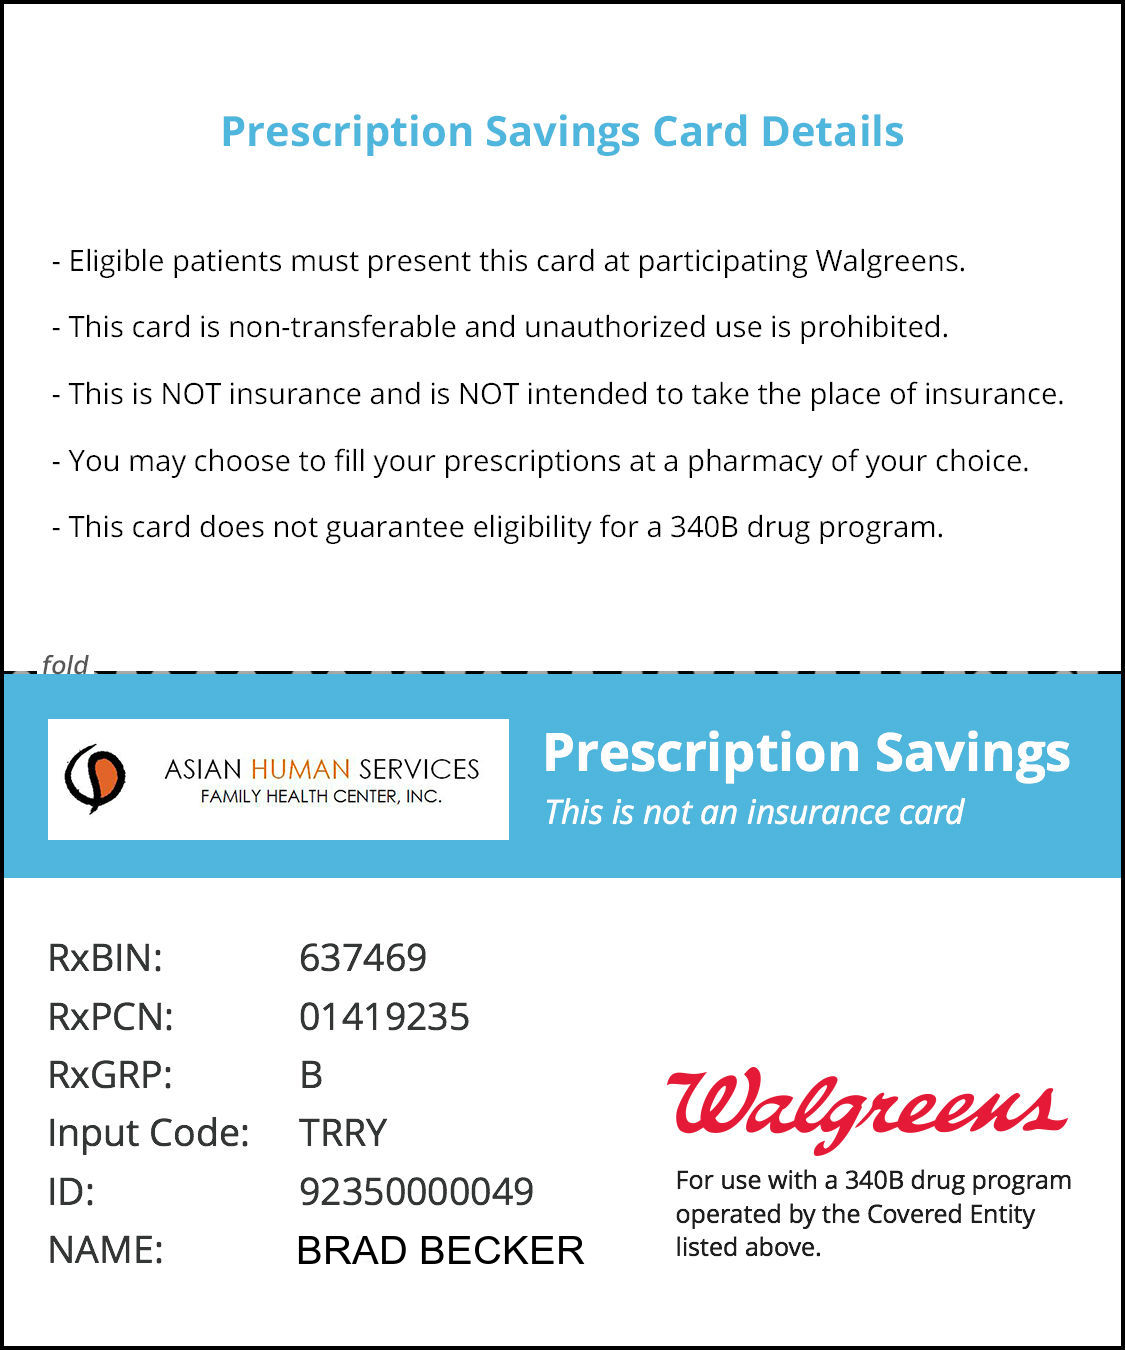 Prescription Savings Card Details
- Eligible patients must present this card at participating Walgreens.
- This card is non-transferable and unauthorized use is prohibited.
- This is NOT insurance and is NOT intended to take the place of insurance.
- You may choose to fill your prescriptions at a pharmacy of your choice.
- This card does not guarantee eligibility for a 340B drug program.
fold
ASIAN HUMAN SERVICES
FAMILY HEALTH CENTER, INC.
Prescription Savings
This is not an insurance card
RxBIN: 637469
RxPCN: 01419235
RxGRP: B
Input Code: TRRY
ID: 92350000049
NAME: BRAD BECKER
Walgreens
For use with a 340B drug program
operated by the Covered Entity
listed above.